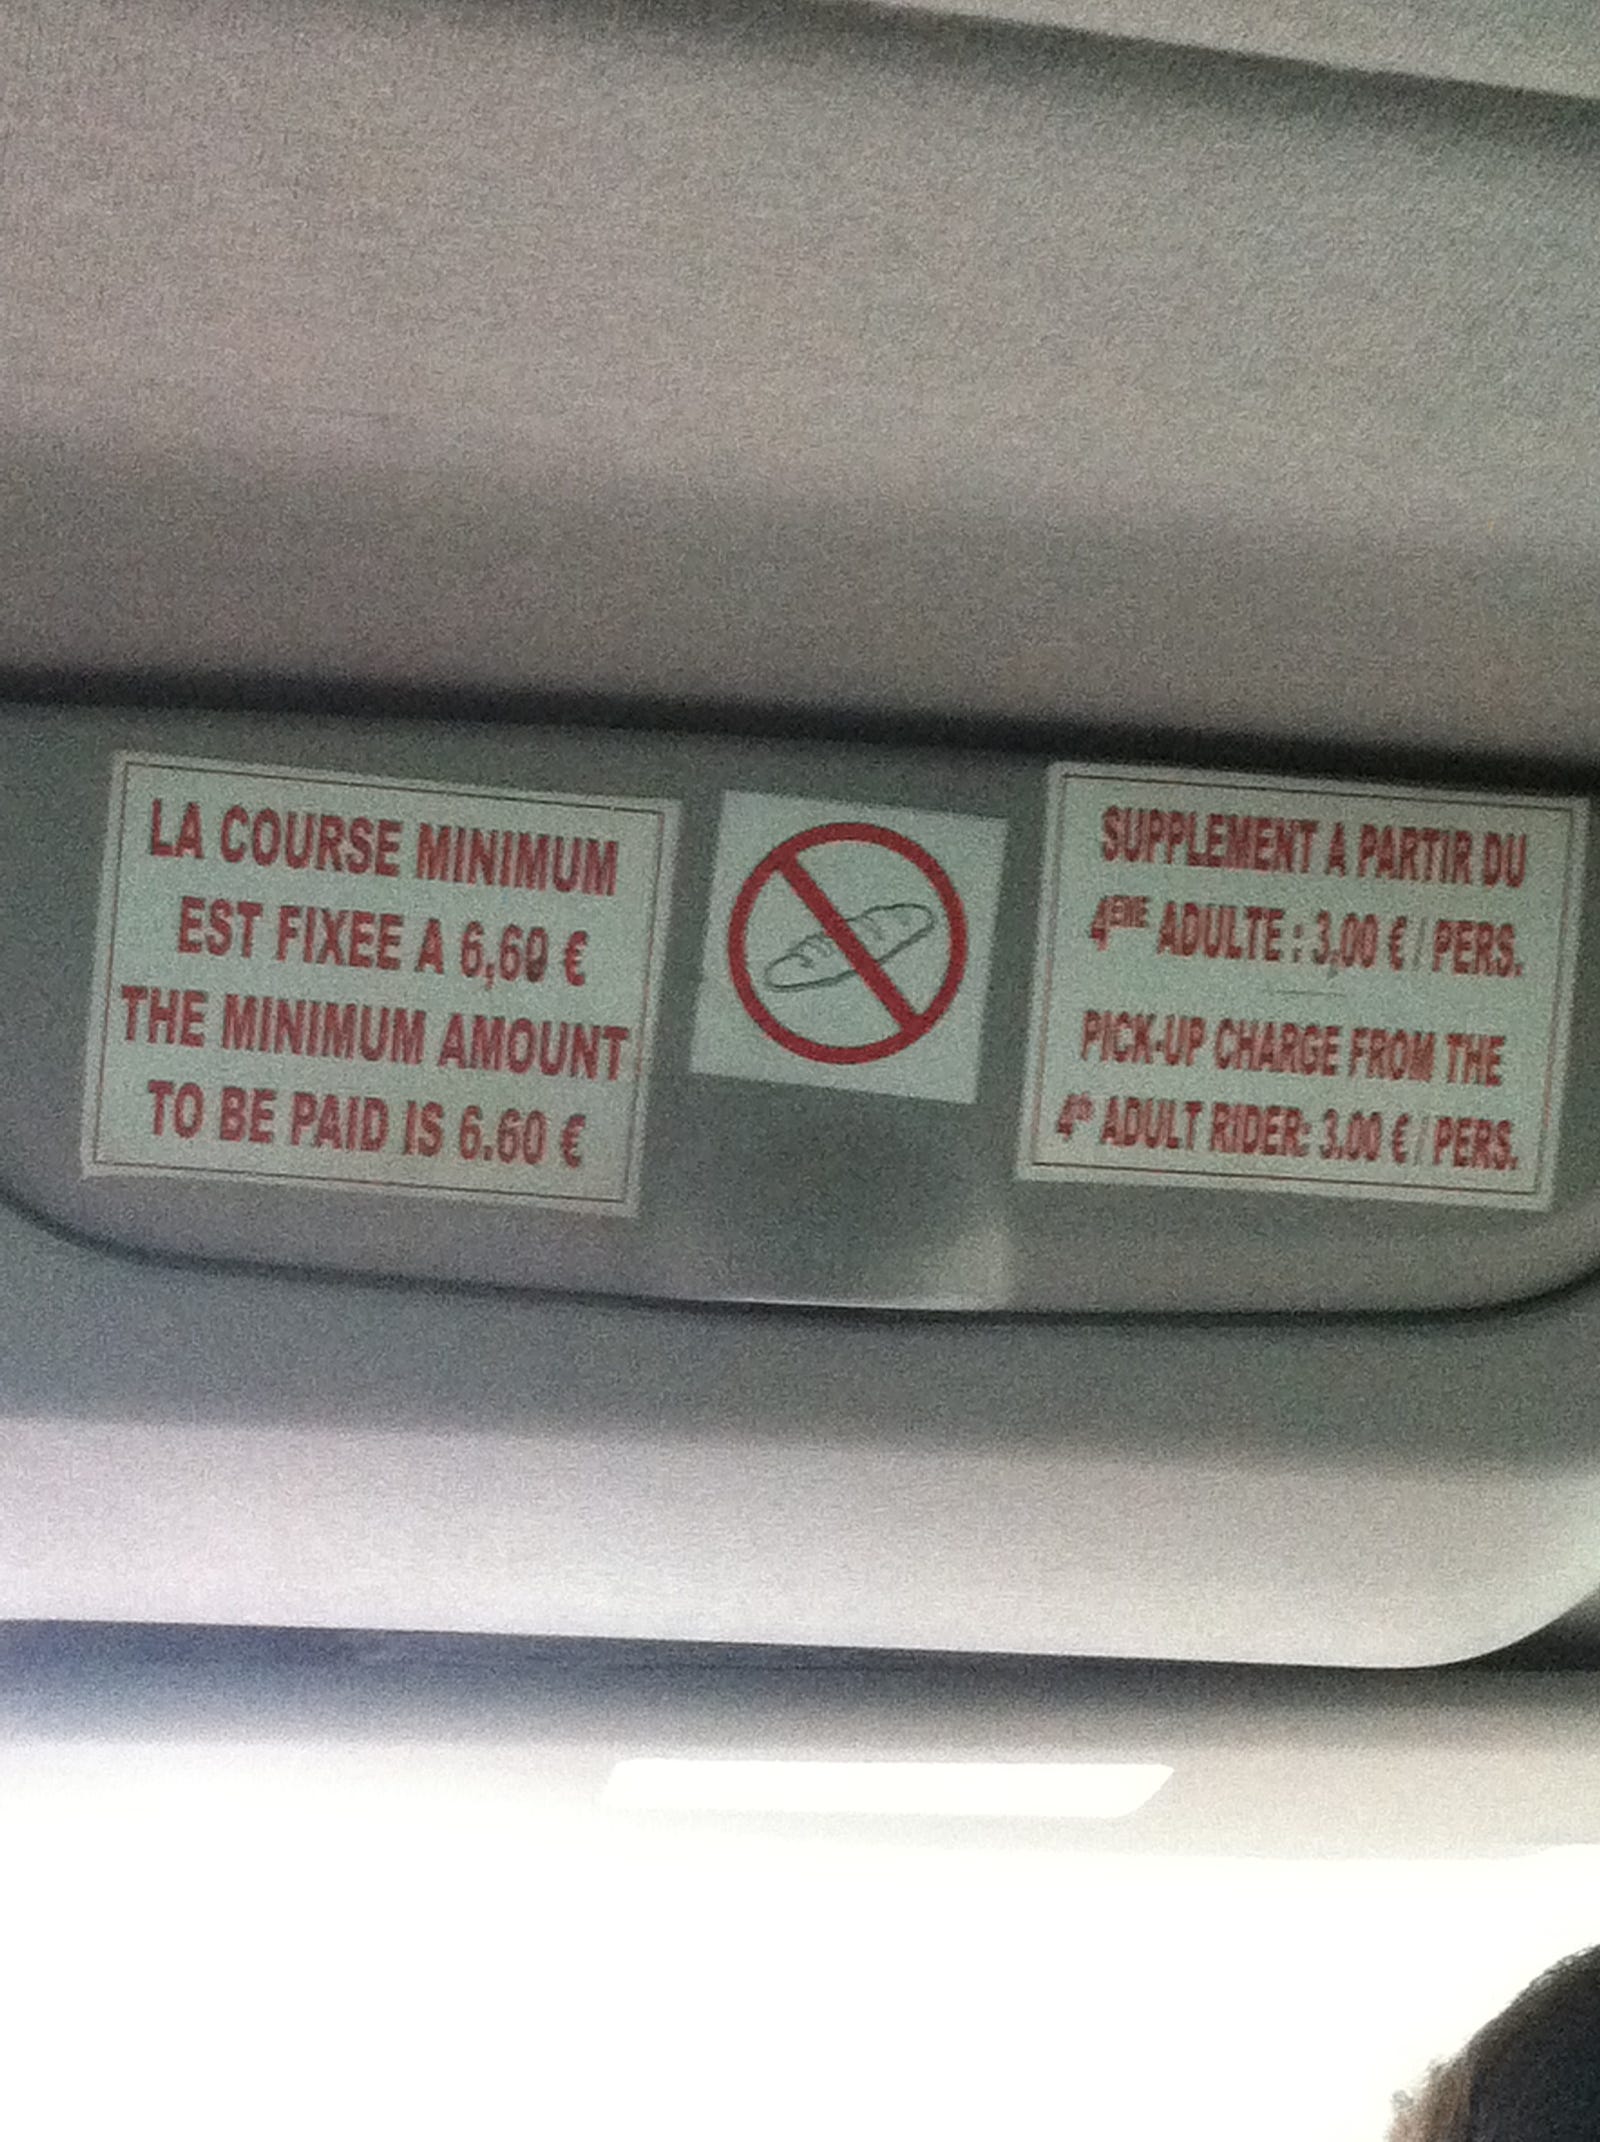 LA COURSE MINIMUM
EST FIXEE A 6,60 €
THE MINIMUM AMOUNT
TO BE PAID IS 6.60 €
SUPPLEMENT A PARTIR DU
4EME ADULTE : 3,00 € / PERS.
PICK-UP CHARGE FROM THE
4th ADULT RIDER: 3.00 € / PERS.